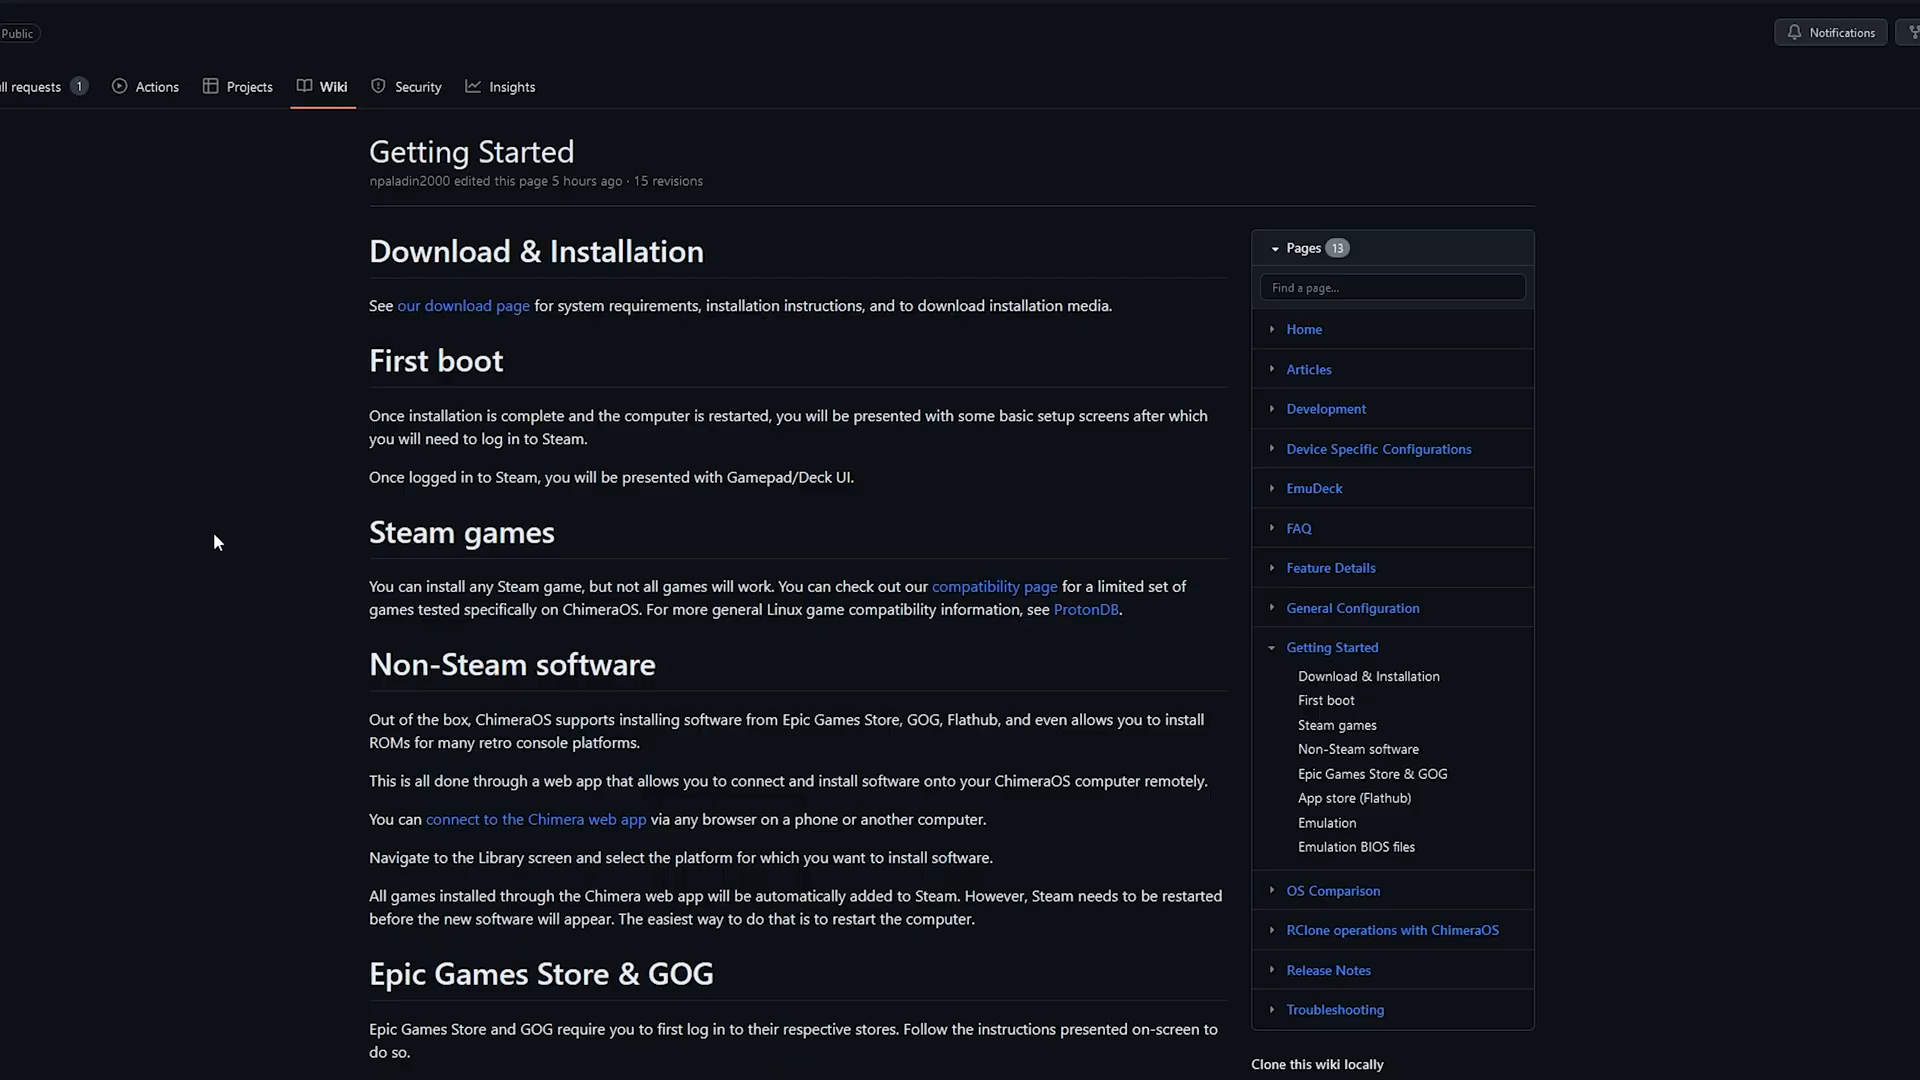 Public
Notifications
ll requests 1 Actions Projects Wiki Security Insights
Getting Started
npaladin2000 edited this page 5 hours ago · 15 revisions
Download & Installation
See our download page for system requirements, installation instructions, and to download installation media.
First boot
Once installation is complete and the computer is restarted, you will be presented with some basic setup screens after which
you will need to log in to Steam.
Once logged in to Steam, you will be presented with Gamepad/Deck UI.
Steam games
You can install any Steam game, but not all games will work. You can check out our compatibility page for a limited set of
games tested specifically on ChimeraOS. For more general Linux game compatibility information, see ProtonDB.
Non-Steam software
Out of the box, ChimeraOS supports installing software from Epic Games Store, GOG, Flathub, and even allows you to install
ROMs for many retro console platforms.
This is all done through a web app that allows you to connect and install software onto your ChimeraOS computer remotely.
You can connect to the Chimera web app via any browser on a phone or another computer.
Navigate to the Library screen and select the platform for which you want to install software.
All games installed through the Chimera web app will be automatically added to Steam. However, Steam needs to be restarted
before the new software will appear. The easiest way to do that is to restart the computer.
Epic Games Store & GOG
Epic Games Store and GOG require you to first log in to their respective stores. Follow the instructions presented on-screen to
do so.
Pages 13
Find a page...
Home
Articles
Development
Device Specific Configurations
EmuDeck
FAQ
Feature Details
General Configuration
Getting Started
Download & Installation
First boot
Steam games
Non-Steam software
Epic Games Store & GOG
App store (Flathub)
Emulation
Emulation BIOS files
OS Comparison
RClone operations with ChimeraOS
Release Notes
Troubleshooting
Clone this wiki locally